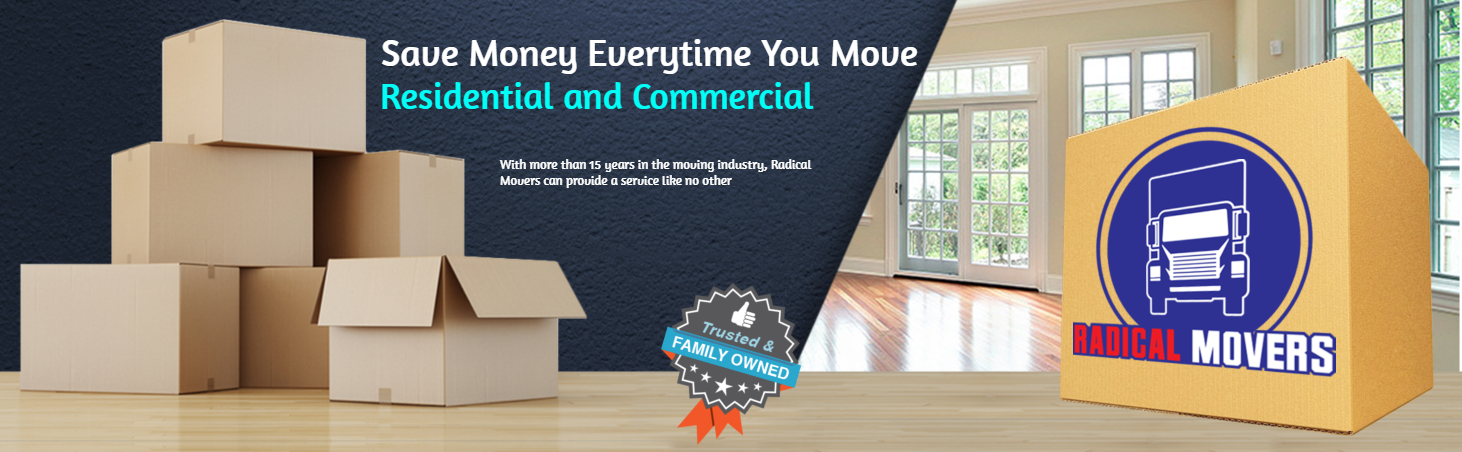 Save Money Everytime You Move
Residential and Commercial
With more than 15 years in the moving industry, Radical
Movers can provide a service like no other
Trusted &
FAMILY OWNED
RADICAL MOVERS